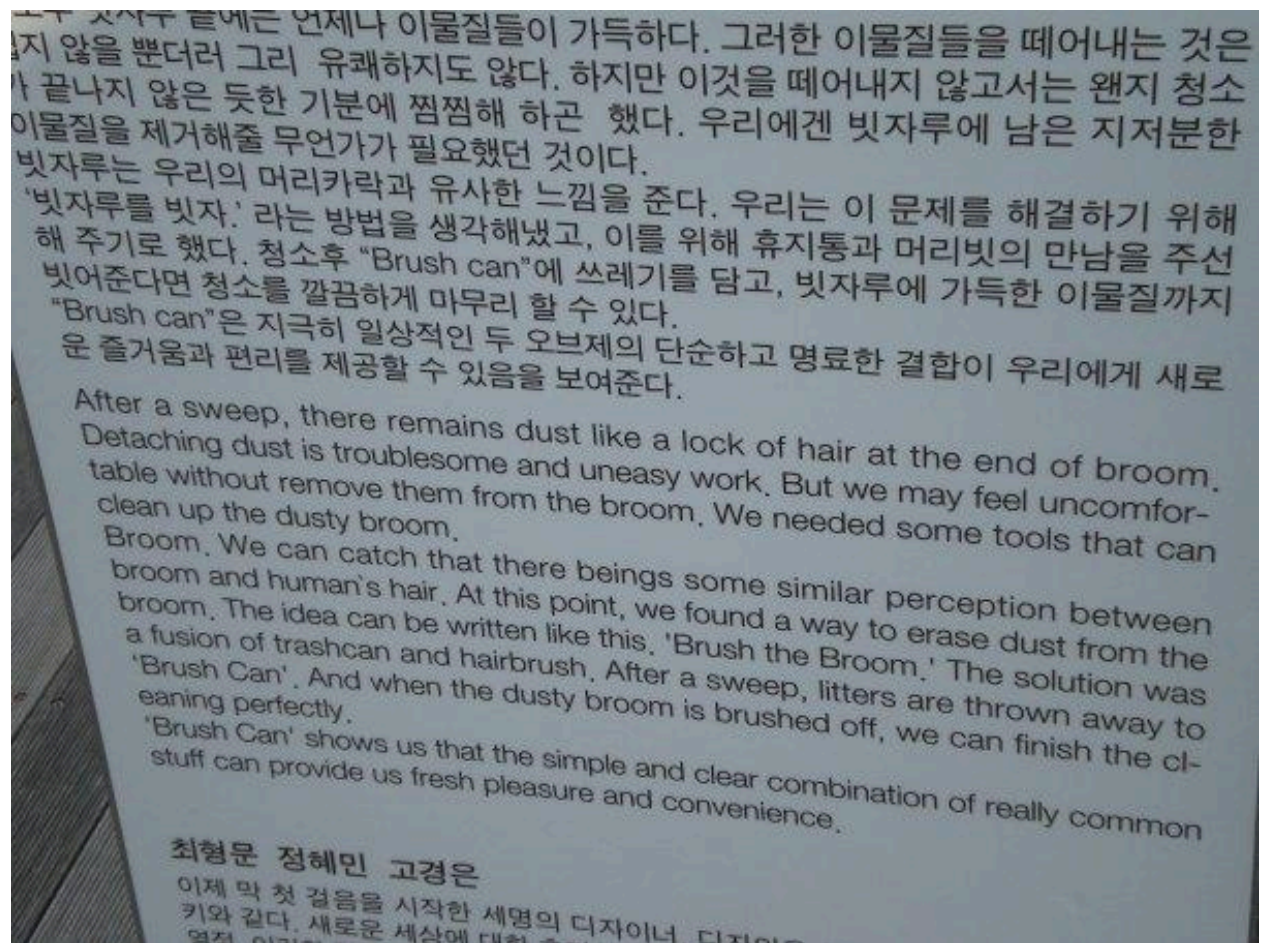 빗자루 끝에는 언제나 이물질들이 가득하다. 그러한 이물질들을 떼어내는 것은
않을 뿐더러 그리 유쾌하지도 않다. 하지만 이것을 떼어내지 않고서는 왠지 청소
끝나지 않은 듯한 기분에 찜찜해 하곤 했다. 우리에겐 빗자루에 남은 지저분한
이물질을 제거해줄 무언가가 필요했던 것이다.
빗자루는 우리의 머리카락과 유사한 느낌을 준다. 우리는 이 문제를 해결하기 위해
‘빗자루를 빗자.’ 라는 방법을 생각해냈고, 이를 위해 휴지통과 머리빗의 만남을 주선
해 주기로 했다. 청소후 “Brush can”에 쓰레기를 담고, 빗자루에 가득한 이물질까지
빗어준다면 청소를 깔끔하게 마무리 할 수 있다.
“Brush can”은 지극히 일상적인 두 오브제의 단순하고 명료한 결합이 우리에게 새로
운 즐거움과 편리를 제공할 수 있음을 보여준다.
After a sweep, there remains dust like a lock of hair at the end of broom.
Detaching dust is troublesome and uneasy work. But we may feel uncomfor-
table without remove them from the broom. We needed some tools that can
clean up the dusty broom.
Broom. We can catch that there beings some similar perception between
broom and human's hair. At this point, we found a way to erase dust from the
broom. The idea can be written like this. 'Brush the Broom.' The solution was
a fusion of trashcan and hairbrush. After a sweep, litters are thrown away to
'Brush Can'. And when the dusty broom is brushed off, we can finish the cl-
eaning perfectly.
'Brush Can' shows us that the simple and clear combination of really common
stuff can provide us fresh pleasure and convenience.
최형문 정혜민 고경은
이제 막 첫 걸음을 시작한 세명의 디자이너.
키와 같다. 새로운 세상에 대한